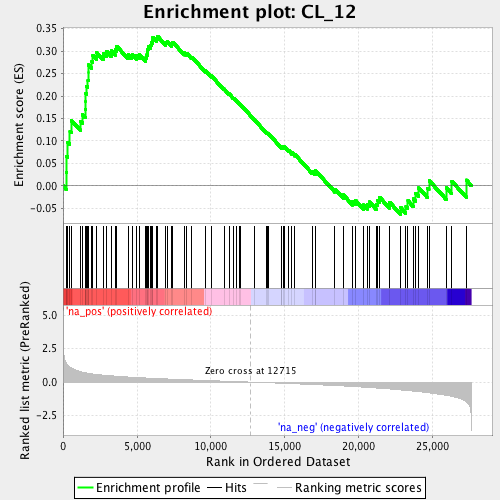 Enrichment plot: CL_12
Enrichment score (ES)
0.35
0.30
0.25
0.20
0.15
0.10
0.05
0.00
-0.05
'na_pos' (positively correlated)
Ranked list metric (PreRanked)
5.0
2.5
0.0
-2.5
Zero cross at 12715
'na_neg' (negatively correlated)
0
5,000
10,000
15,000
20,000
25,000
Rank in Ordered Dataset
Enrichment profile
Hits
Ranking metric scores